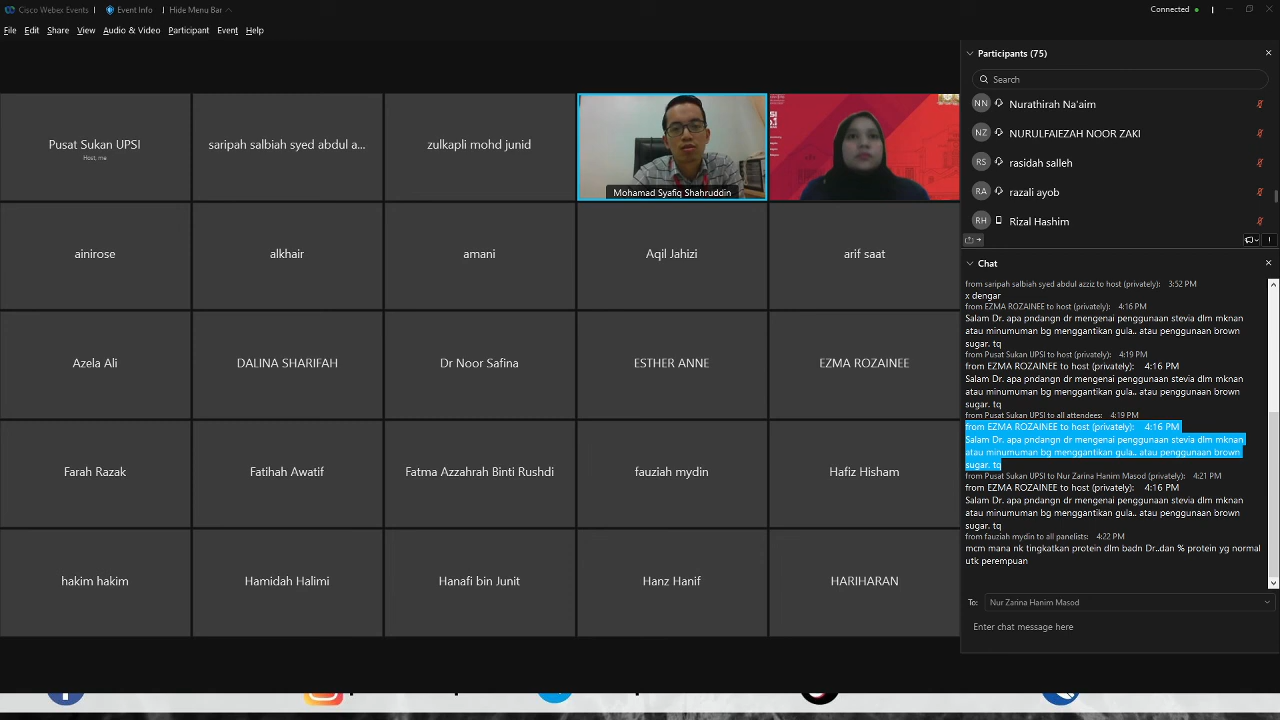 Cisco Webex Events
Event Info
Hide Menu Bar
Connected
File Edit Share View Audio & Video Participant Event Help
Pusat Sukan UPSI
Host, me
saripah salbiah syed abdul a...
zulkapli mohd junid
Mohamad Syafiq Shahruddin
ainirose
alkhair
amani
Aqil Jahizi
arif saat
Azela Ali
DALINA SHARIFAH
Dr Noor Safina
ESTHER ANNE
EZMA ROZAINEE
Farah Razak
Fatihah Awatif
Fatma Azzahrah Binti Rushdi
fauziah mydin
Hafiz Hisham
hakim hakim
Hamidah Halimi
Hanafi bin Junit
Hanz Hanif
HARIHARAN
Participants (75)
Search
NN Nurathirah Na'aim
NZ NURULFAIEZAH NOOR ZAKI
RS rasidah salleh
RA razali ayob
RH Rizal Hashim
Chat
from saripah salbiah syed abdul azziz to host (privately): 3:52 PM
x dengar
from EZMA ROZAINEE to host (privately): 4:16 PM
Salam Dr. apa pndangn dr mengenai penggunaan stevia dlm mknan
atau minumuman bg menggantikan gula.. atau penggunaan brown
sugar. tq
from Pusat Sukan UPSI to host (privately): 4:19 PM
from EZMA ROZAINEE to host (privately): 4:16 PM
Salam Dr. apa pndangn dr mengenai penggunaan stevia dlm mknan
atau minumuman bg menggantikan gula.. atau penggunaan brown
sugar. tq
from Pusat Sukan UPSI to all attendees: 4:19 PM
from EZMA ROZAINEE to host (privately): 4:16 PM
Salam Dr. apa pndangn dr mengenai penggunaan stevia dlm mknan
atau minumuman bg menggantikan gula.. atau penggunaan brown
sugar. tq
from Pusat Sukan UPSI to Nur Zarina Hanim Masod (privately): 4:21 PM
from EZMA ROZAINEE to host (privately): 4:16 PM
Salam Dr. apa pndangn dr mengenai penggunaan stevia dlm mknan
atau minumuman bg menggantikan gula.. atau penggunaan brown
sugar. tq
from fauziah mydin to all panelists: 4:22 PM
mcm mana nk tingkatkan protein dlm badn Dr..dan % protein yg normal
utk perempuan
To: Nur Zarina Hanim Masod
Enter chat message here